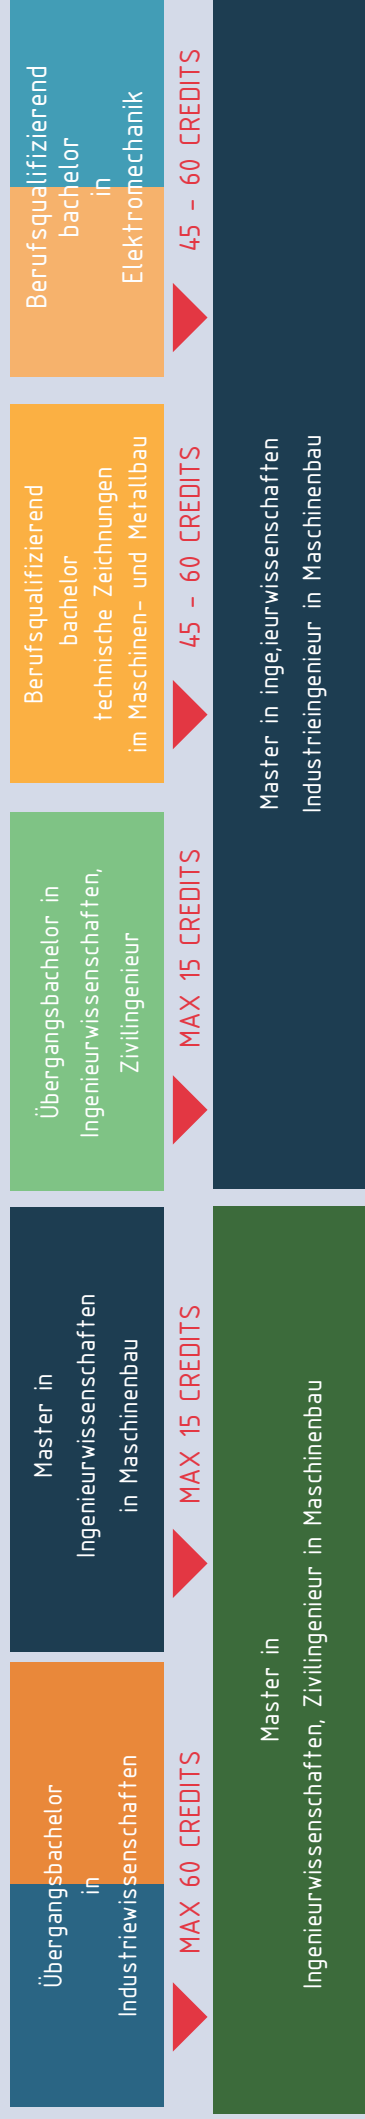 Berufsqualifizierend
bachelor
in
Elektromechanik
45 - 60 CREDITS
Berufsqualifizierend
bachelor
technische Zeichnungen
im Maschinen- und Metallbau
45 - 60 CREDITS
Übergangsbachelor in
Ingenieurwissenschaften,
Zivilingenieur
MAX 15 CREDITS
Master in inge,ieurwissenschaften
Industrieingenieur in Maschinenbau
Master in
Ingenieurwissenschaften
in Maschinenbau
MAX 15 CREDITS
Übergangsbachelor
in
Industriewissenschaften
MAX 60 CREDITS
Master in
Ingenieurwissenschaften, Zivilingenieur in Maschinenbau